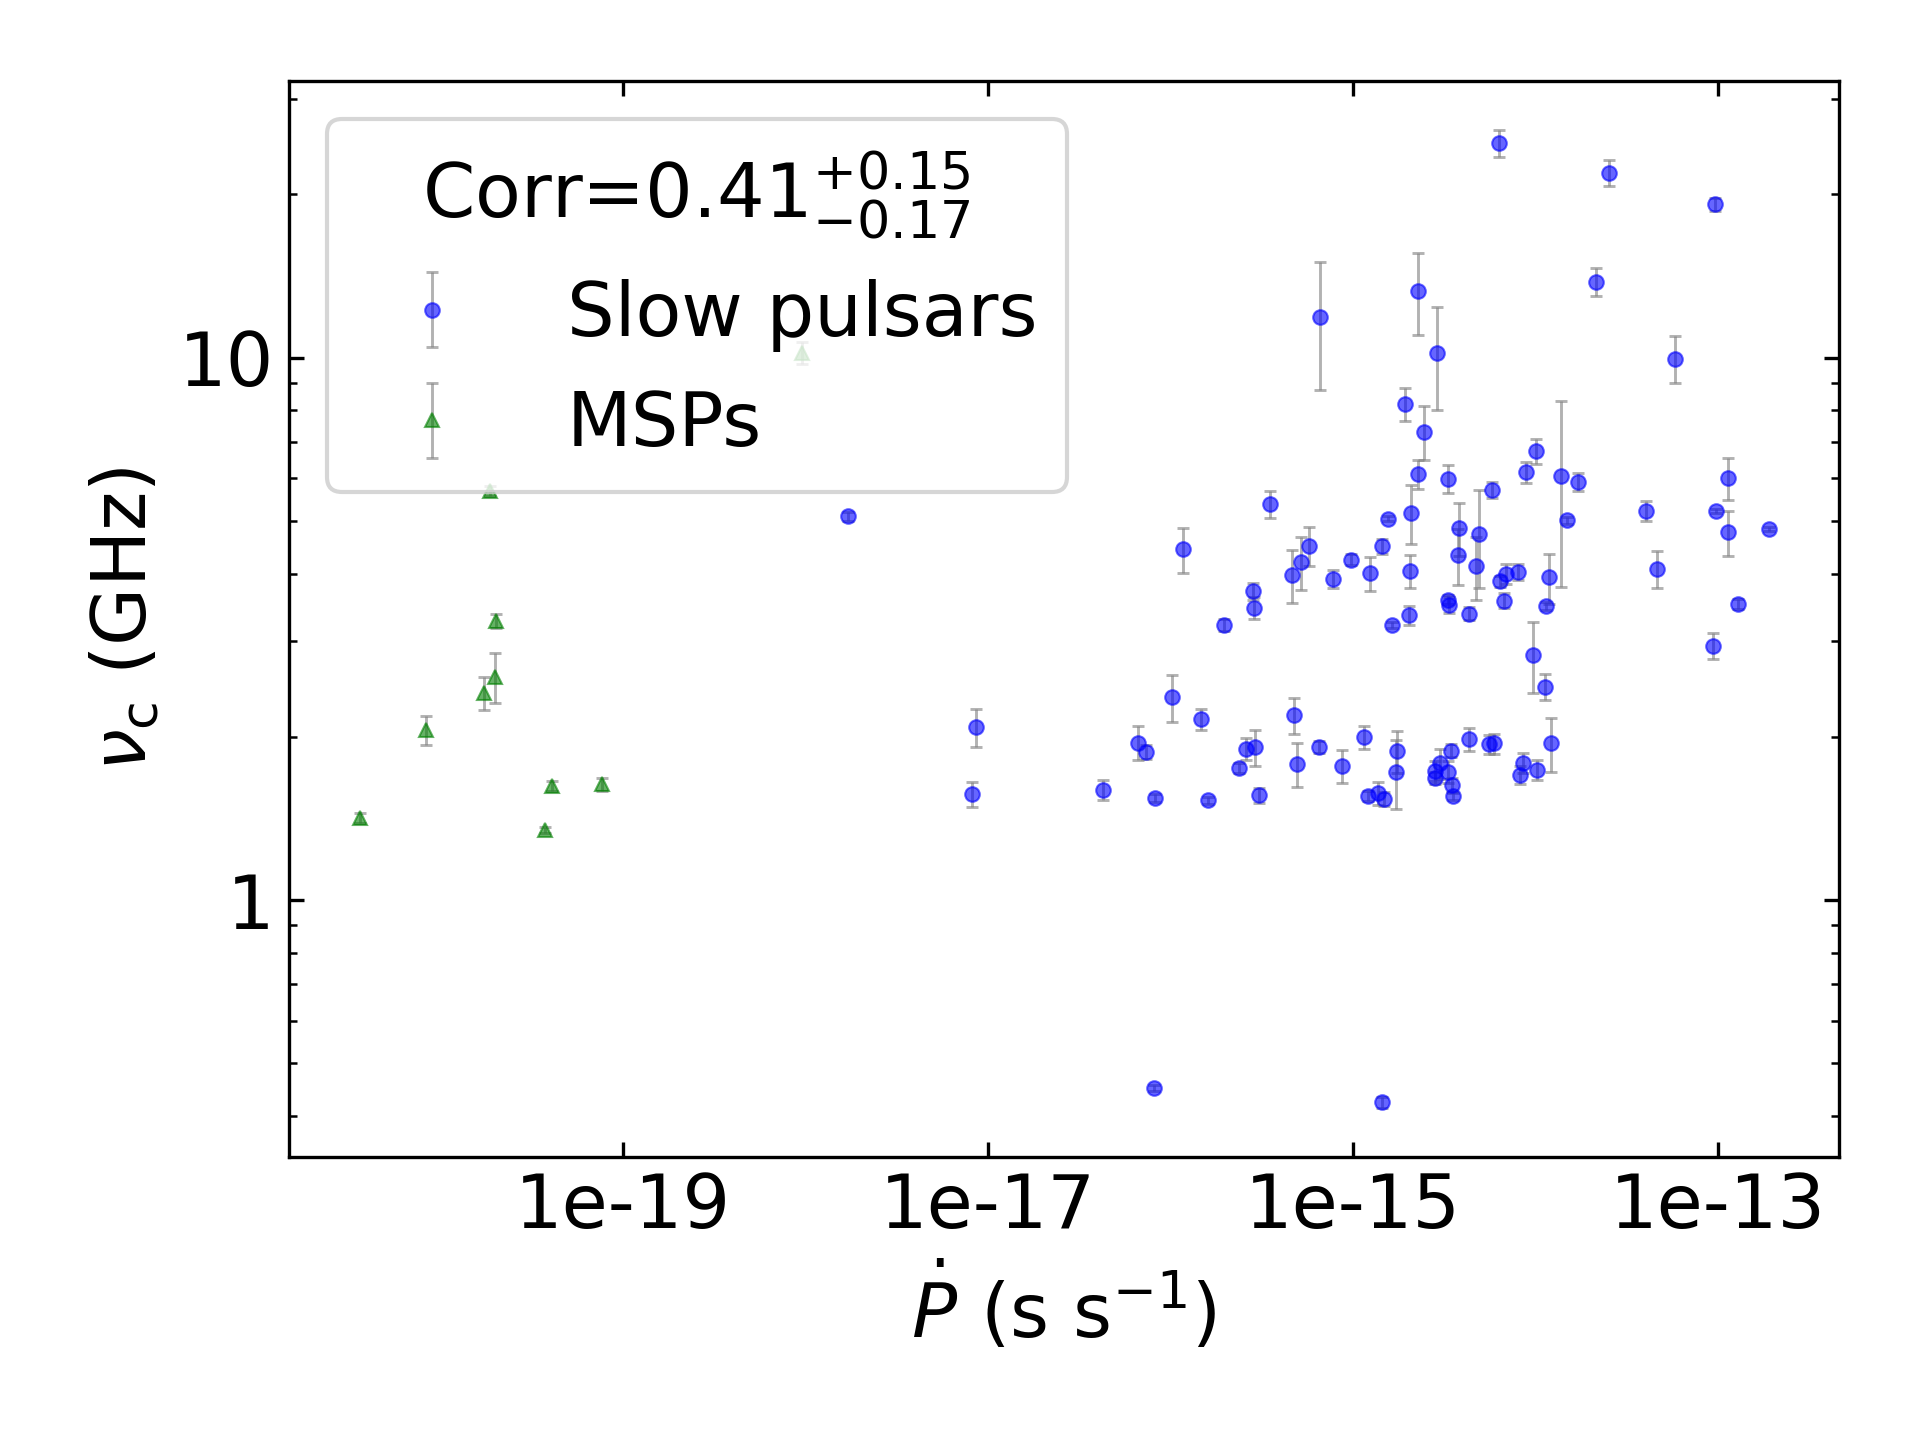 Corr=0.41$^{+0.15}_{-0.17}$
Slow pulsars
MSPs
10
1
ν$_{\rm c}$ (GHz)
1e-19 1e-17 1e-15 1e-13
Ṗ (s s$^{-1}$)